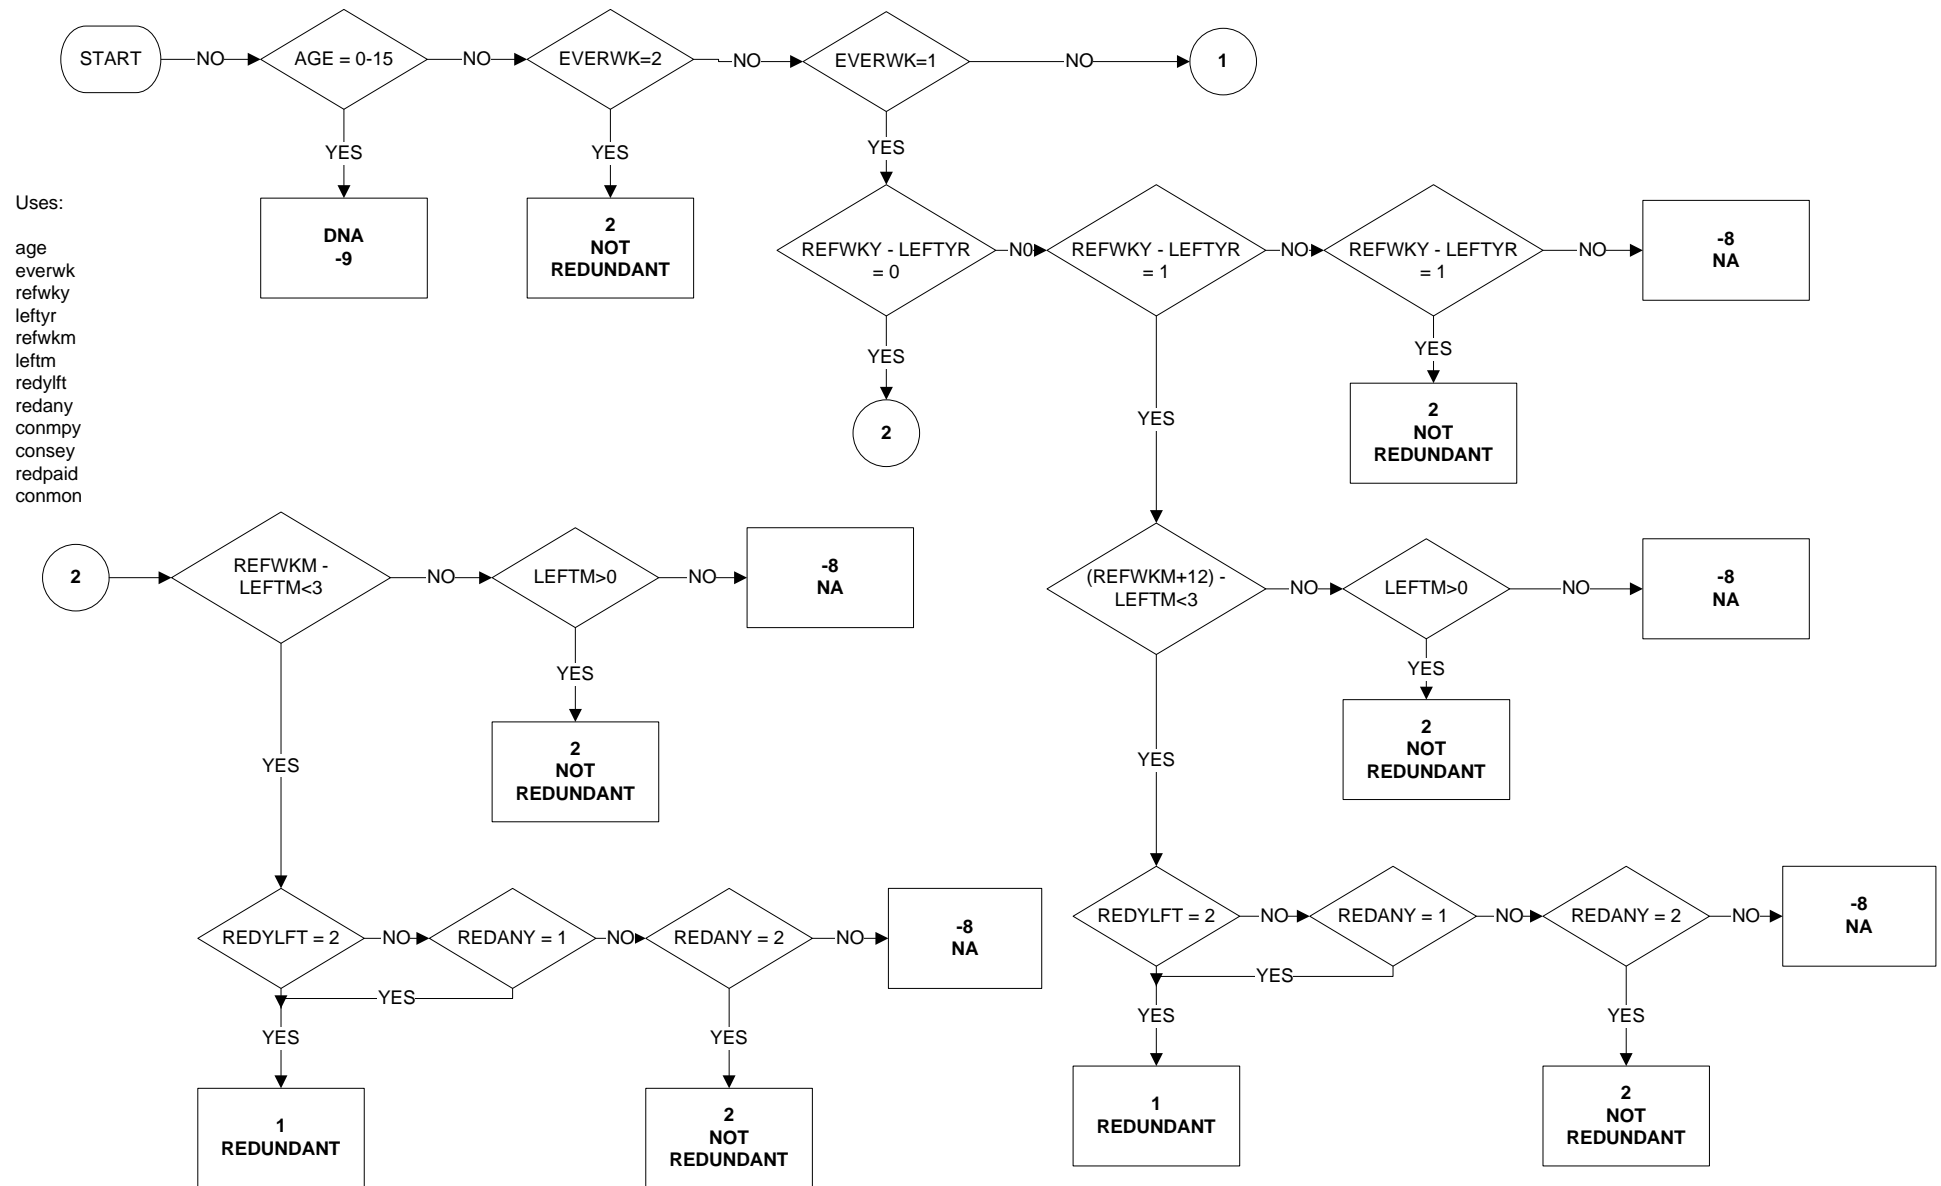 START
NO
AGE = 0-15
NO
EVERWK=2
NO
EVERWK=1
NO
1
YES
YES
YES
Uses:
age
everwk
refwky
leftyr
refwkm
leftm
redylft
redany
conmpy
consey
redpaid
conmon
DNA
-9
2
NOT
REDUNDANT
REFWKY - LEFTYR
= 0
N0
REFWKY - LEFTYR
= 1
NO
REFWKY - LEFTYR
= 1
NO
-8
NA
YES
YES
YES
2
2
NOT
REDUNDANT
2
REFWKM -
LEFTM<3
NO
LEFTM>0
NO
-8
NA
(REFWKM+12) -
LEFTM<3
NO
LEFTM>0
NO
-8
NA
YES
YES
YES
YES
2
NOT
REDUNDANT
2
NOT
REDUNDANT
REDYLFT = 2
NO
REDANY = 1
NO
REDANY = 2
NO
-8
NA
REDYLFT = 2
NO
REDANY = 1
NO
REDANY = 2
NO
-8
NA
YES
YES
YES
YES
YES
YES
1
REDUNDANT
2
NOT
REDUNDANT
1
REDUNDANT
2
NOT
REDUNDANT